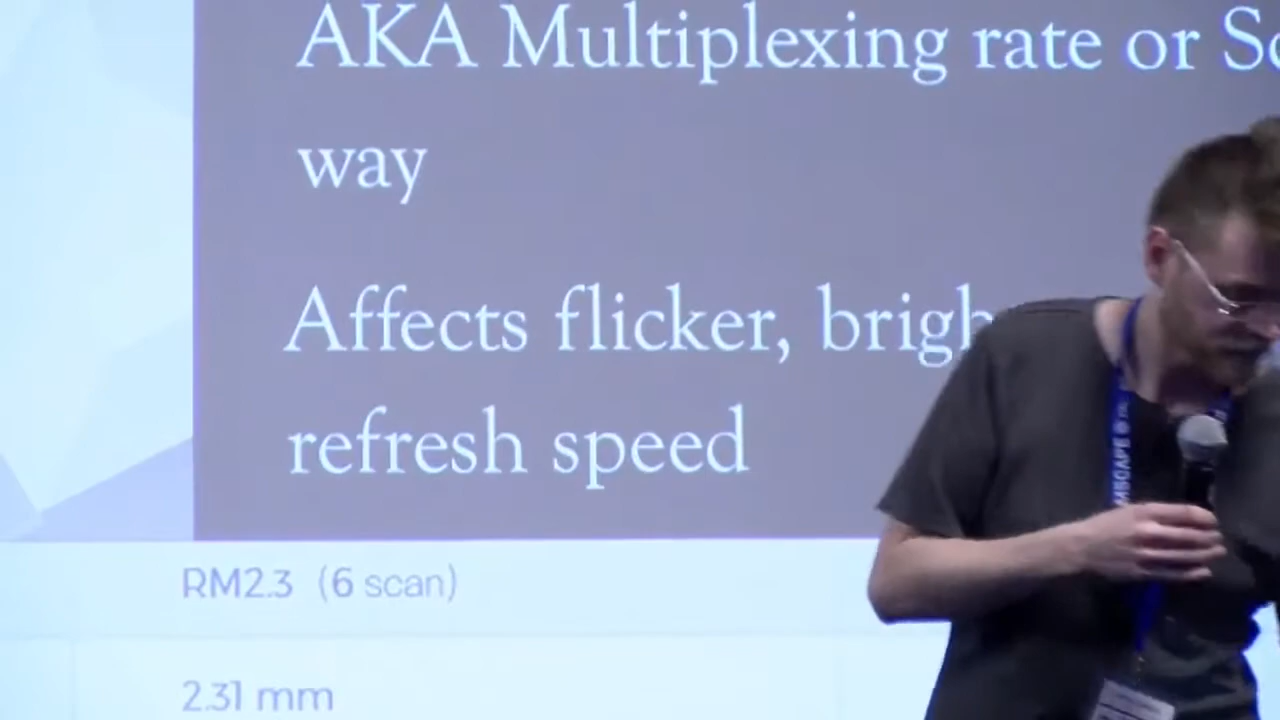 AKA Multiplexing rate or
way
Affects flicker,
refresh speed
RM2.3 (6 scan)
2.31 mm